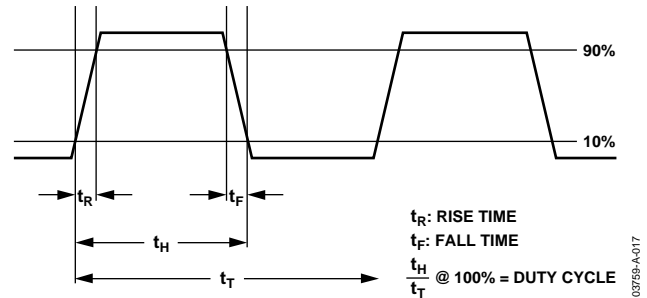 90%
10%
tR
tF
tH
tT
tR: RISE TIME
tF: FALL TIME
tH
tT
@ 100% = DUTY CYCLE
03759-A-017